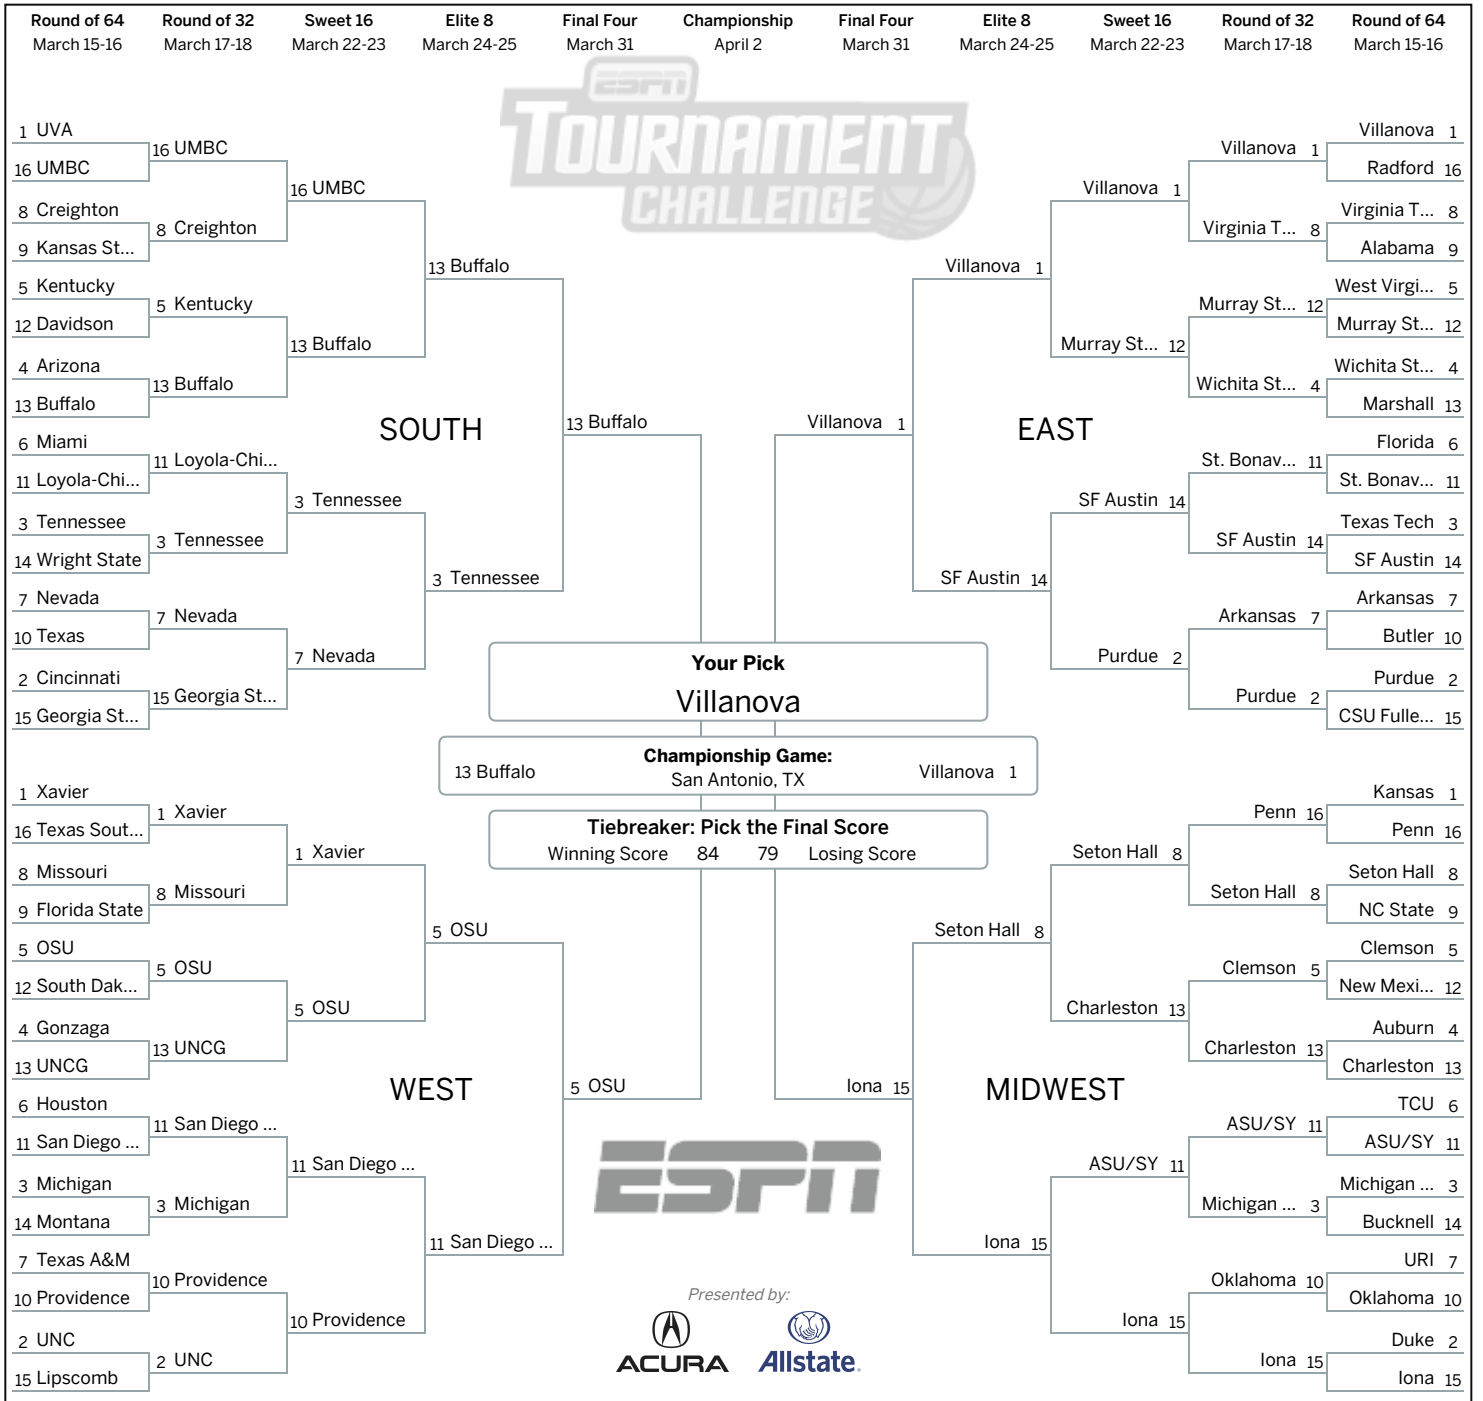 Round of 64 Round of 32 Sweet 16 Elite 8 Final Four Championship Final Four Elite 8 Sweet 16 Round of 32 Round of 64
March 15-16 March 17-18 March 22-23 March 24-25 March 31 April 2 March 31 March 24-25 March 22-23 March 17-18 March 15-16
ESPN
TOURNAMENT
CHALLENGE
1 UVA
16 UMBC
16 UMBC
16 UMBC
8 Creighton
8 Creighton
9 Kansas St...
13 Buffalo
5 Kentucky
5 Kentucky
12 Davidson
13 Buffalo
4 Arizona
13 Buffalo
13 Buffalo
SOUTH
13 Buffalo
6 Miami
11 Loyola-Chi...
11 Loyola-Chi...
3 Tennessee
3 Tennessee
3 Tennessee
14 Wright State
3 Tennessee
7 Nevada
7 Nevada
10 Texas
7 Nevada
2 Cincinnati
15 Georgia St...
15 Georgia St...
Villanova 1
Villanova 1
Radford 16
Villanova 1
Virginia T... 8
Virginia T... 8
Alabama 9
Villanova 1
West Virgi... 5
Murray St... 12
Murray St... 12
Murray St... 12
Wichita St... 4
Wichita St... 4
Marshall 13
Villanova 1
EAST
Florida 6
St. Bonav... 11
St. Bonav... 11
SF Austin 14
Texas Tech 3
SF Austin 14
SF Austin 14
SF Austin 14
Arkansas 7
Arkansas 7
Butler 10
Purdue 2
Purdue 2
Purdue 2
CSU Fulle... 15
Your Pick
Villanova
Championship Game:
13 Buffalo San Antonio, TX Villanova 1
Tiebreaker: Pick the Final Score
Winning Score 84 79 Losing Score
1 Xavier
1 Xavier
16 Texas Sout...
1 Xavier
8 Missouri
8 Missouri
9 Florida State
5 OSU
5 OSU
5 OSU
12 South Dak...
5 OSU
4 Gonzaga
13 UNCG
13 UNCG
WEST
5 OSU
6 Houston
11 San Diego ...
11 San Diego ...
11 San Diego ...
3 Michigan
3 Michigan
14 Montana
11 San Diego ...
7 Texas A&M
10 Providence
10 Providence
10 Providence
2 UNC
2 UNC
15 Lipscomb
Kansas 1
Penn 16
Penn 16
Seton Hall 8
Seton Hall 8
Seton Hall 8
NC State 9
Seton Hall 8
Clemson 5
Clemson 5
New Mexi... 12
Charleston 13
Auburn 4
Charleston 13
Charleston 13
Iona 15
MIDWEST
TCU 6
ASU/SY 11
ASU/SY 11
ASU/SY 11
Michigan ... 3
Michigan ... 3
Bucknell 14
Iona 15
URI 7
Oklahoma 10
Oklahoma 10
Iona 15
Duke 2
Iona 15
Iona 15
ESPN
Presented by:
ACURA Allstate.